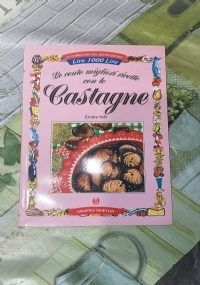 Lire 1000 Lire
Le cento migliori ricette
con le
Castagne
Emilia Valli
GRUPPO NEWTON